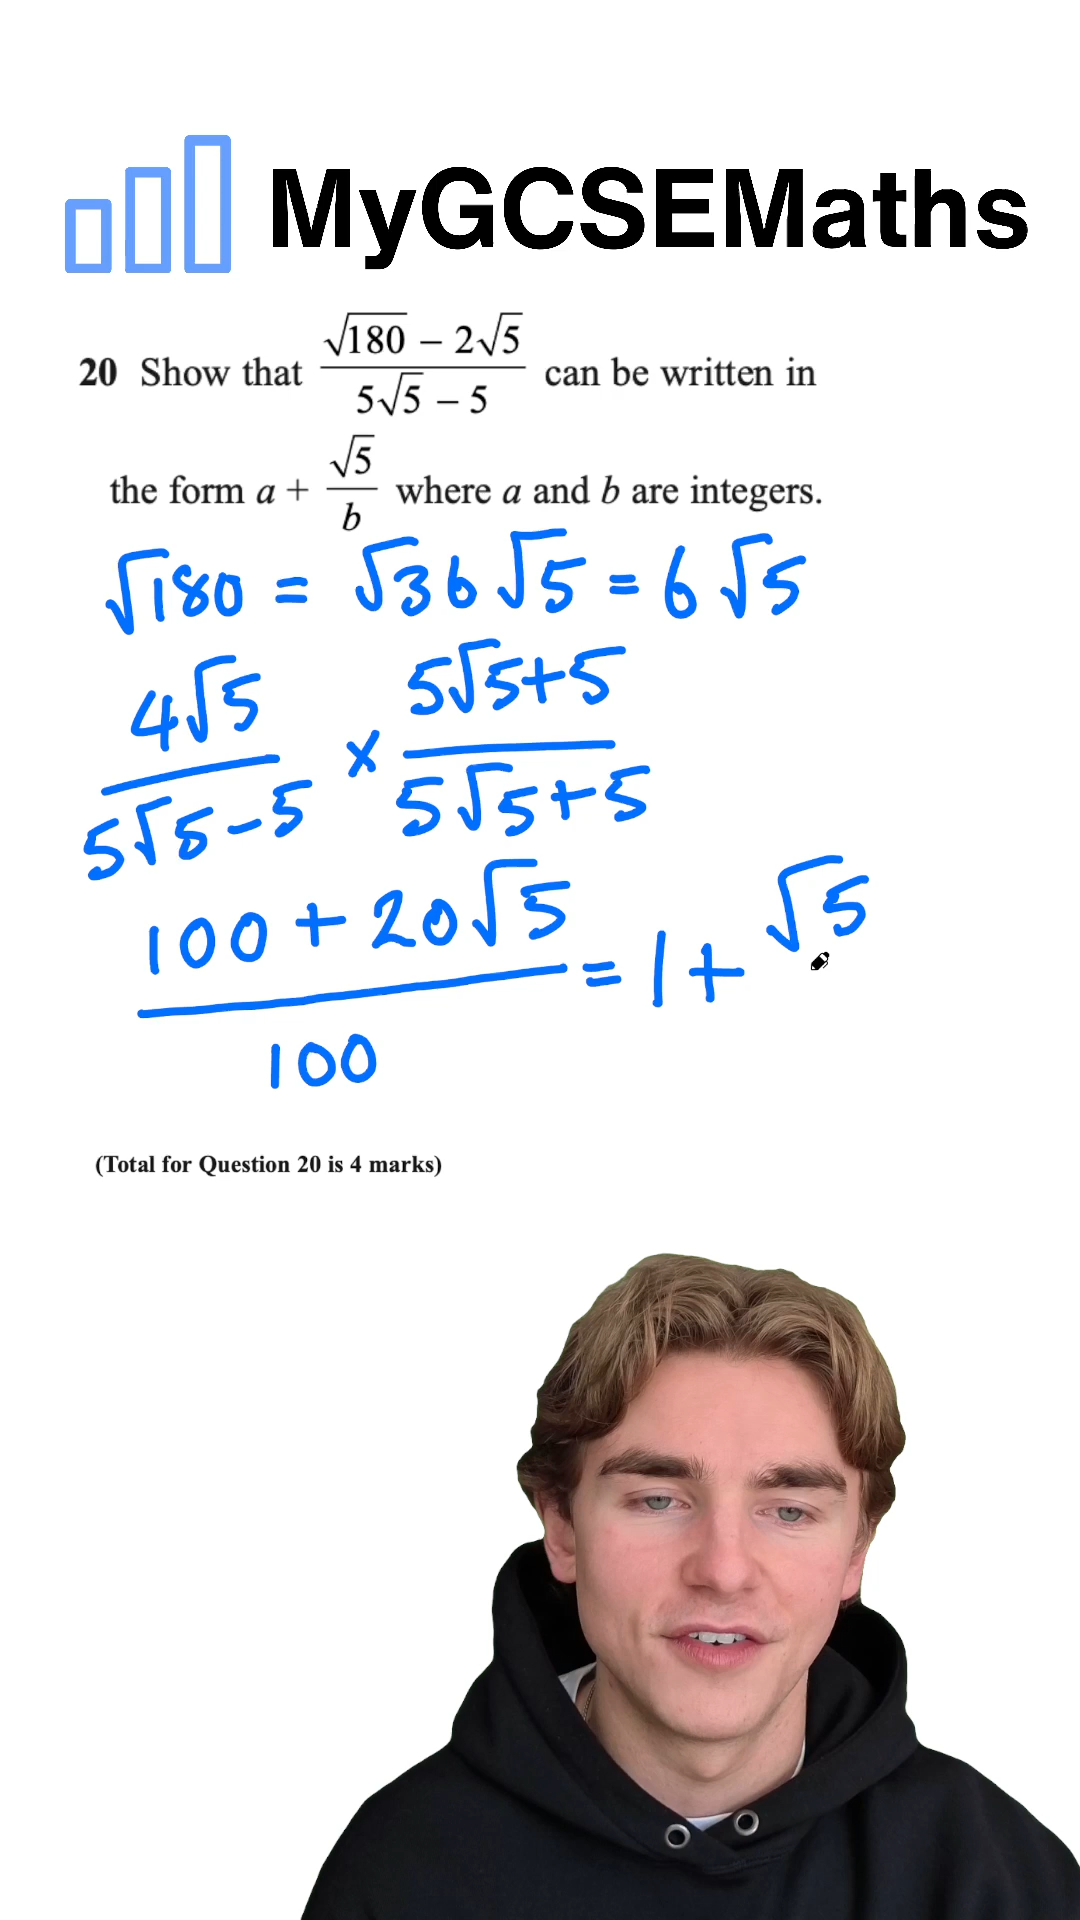 MyGCSEMaths
20 Show that (√180 − 2√5)/(5√5 − 5) can be written in
the form a + √5/b where a and b are integers.
√180 = √36 √5 = 6√5
4√5/(5√5−5) × (5√5+5)/(5√5+5)
(100 + 20√5)/100 = 1 + √5
(Total for Question 20 is 4 marks)